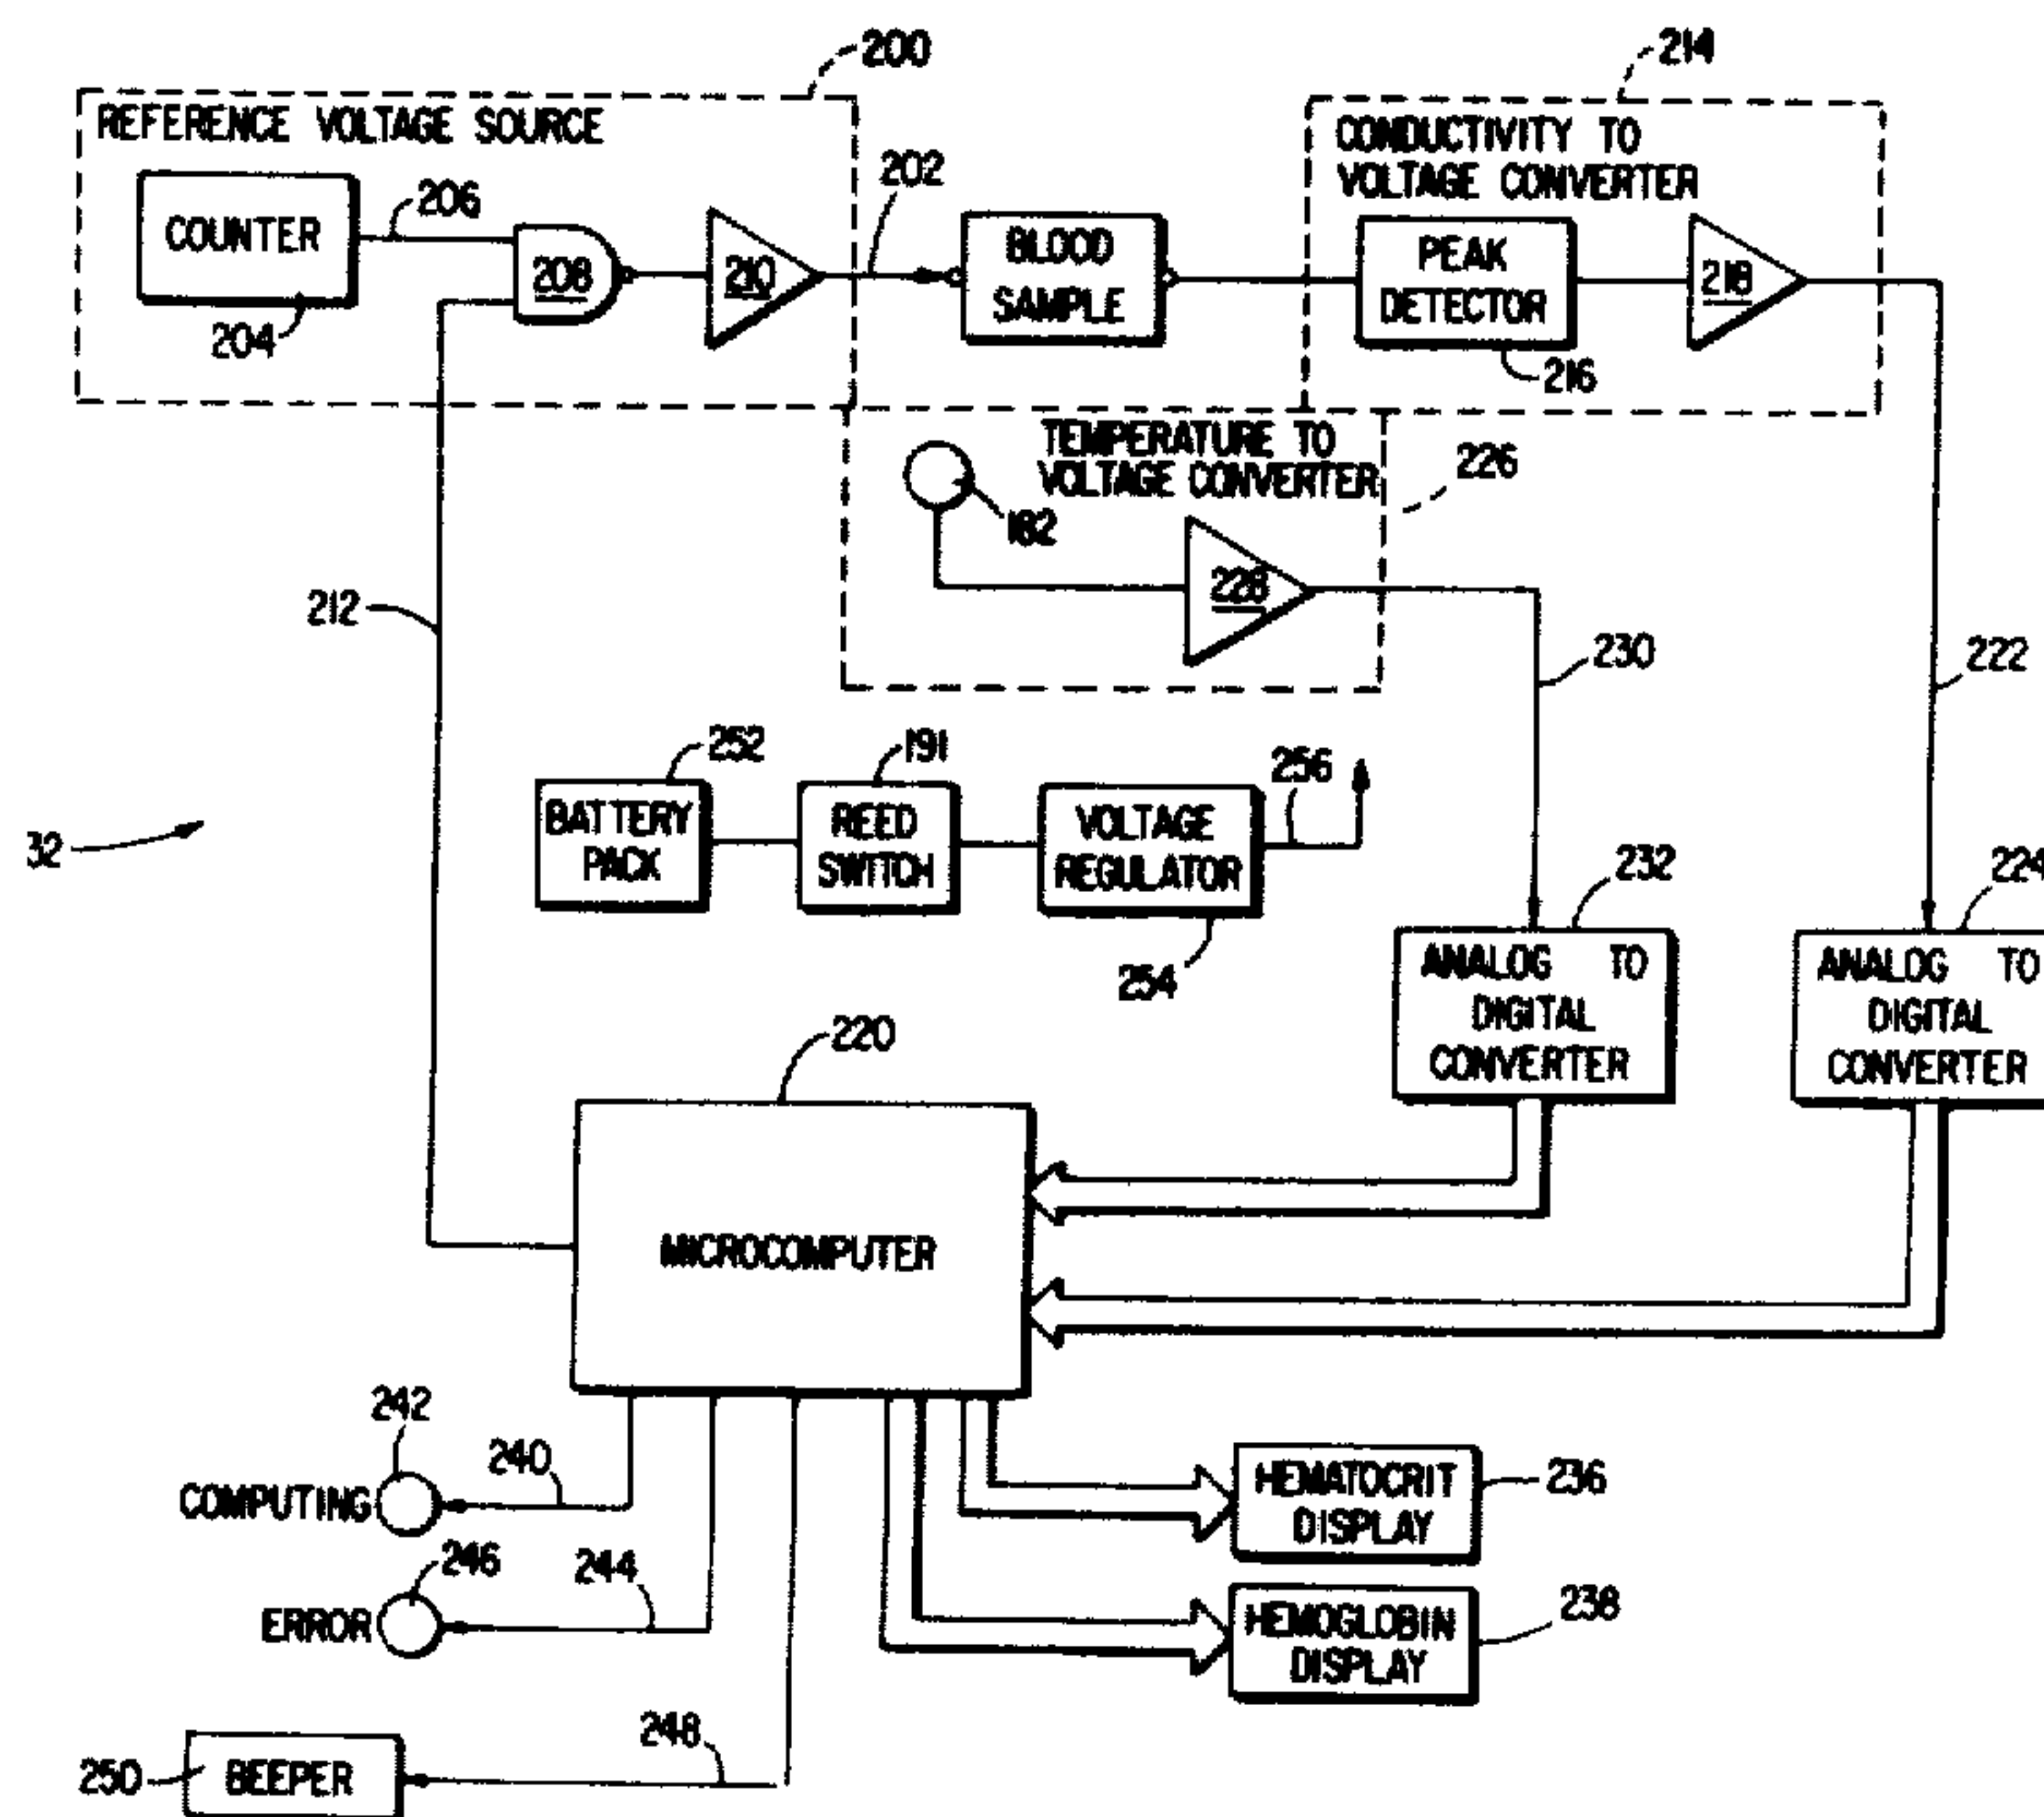 200
214
REFERENCE VOLTAGE SOURCE
CONDUCTIVITY TO
VOLTAGE CONVERTER
202
206
COUNTER
208
210
BLOOD
SAMPLE
PEAK
DETECTOR
218
204
216
TEMPERATURE TO
VOLTAGE CONVERTER
226
182
228
212
230
222
252
191
256
BATTERY
PACK
REED
SWITCH
VOLTAGE
REGULATOR
32
232
224
254
ANALOG TO
DIGITAL
CONVERTER
ANALOG TO
DIGITAL
CONVERTER
220
MICROCOMPUTER
242
240
COMPUTING
HEMATOCRIT
DISPLAY
236
246
244
ERROR
HEMOGLOBIN
DISPLAY
238
248
250
BEEPER